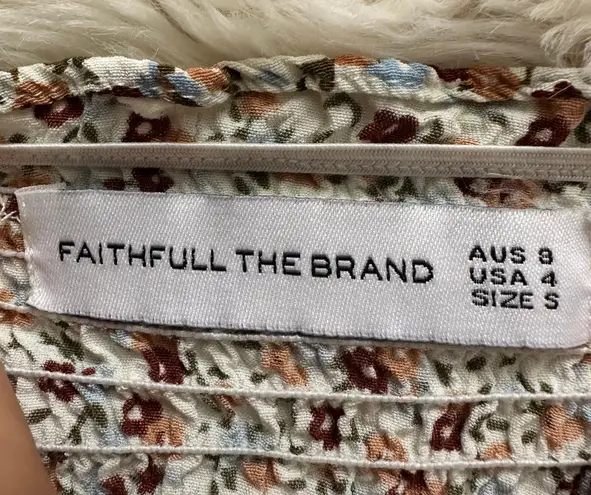 FAITHFULL THE BRAND
AUS 8
USA 4
SIZE S